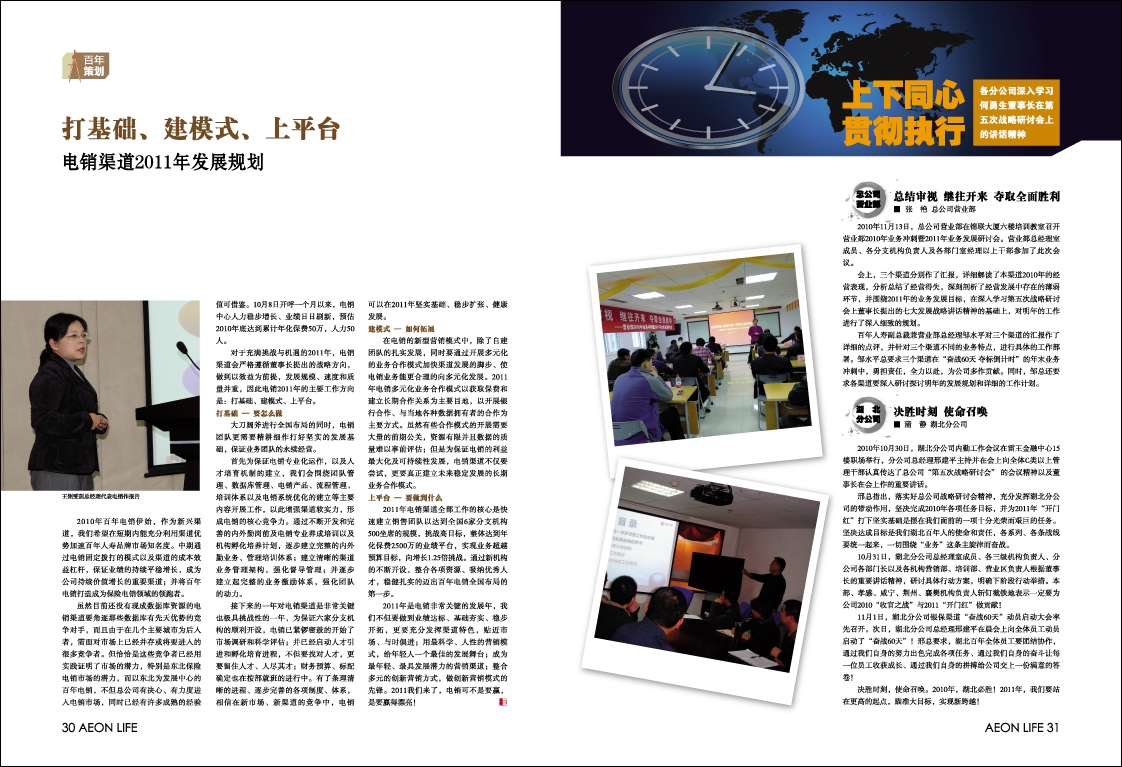 百年
策划
打基础、建模式、上平台
电销渠道2011年发展规划
王刚雯副总经理代表电销作报告
2010年百年电销伊始,作为新兴渠
道,我们希望在短期内能充分利用渠道优
势加速百年人寿品牌市场知名度。中期通
过电销固定拨打的模式以及渠道的成本效
益杠杆,保证业绩的持续平稳增长,成为
公司持续价值增长的重要渠道;并将百年
电销打造成为保险电销领域的领跑者。
虽然目前还没有现成数据库资源的电
销渠道要角逐那些数据库有先天优势的竞
争对手,而且由于在几个主要城市为后入
者,需面对市场上已经并存或将要进入的
很多竞争者。但恰恰是这些竞争者已经用
实践证明了市场的潜力,特别是东北保险
电销市场的潜力,而以东北为发展中心的
百年电销,不但总公司有决心、有力度进
入电销市场,同时已经有许多成熟的经验
值可借鉴。10月8日开呼一个月以来,电销
中心人力稳步增长、业绩日日刷新,预估
2010年底达到累计年化保费50万,人力50
人。
对于充满挑战与机遇的2011年,电销
渠道会严格遵循董事长提出的战略方向,
做到以效益为前提,发展规模、速度和质
量并重,因此电销2011年的主要工作方向
是:打基础、建模式、上平台。
打基础 — 要怎么做
大刀阔斧进行全国布局的同时,电销
团队更需要精耕细作打好坚实的发展基
础,保证业务团队的永续经营。
首先为保证电销专业化运作,以及人
才培育机制的建立,我们会围绕团队管
理、数据库管理、电销产品、流程管理、
培训体系以及电销系统优化的建立等主要
内容开展工作,以此增强渠道软实力,形
成电销的核心竞争力。通过不断开发和完
善的内外勤岗前及电销专业养成培训以及
机构孵化培养计划,逐步建立完整的内外
勤业务、管理培训体系;建立清晰的渠道
业务管理架构,强化督导管理;并逐步
建立起完整的业务激励体系,强化团队
的动力。
接下来的一年对电销渠道是非常关键
也极具挑战性的一年,为保证六家分支机
构的顺利开设,电销已紧锣密鼓的开始了
市场调研和科学评估;并已然启动人才引
进和孵化培育进程,不但要找对人才,更
要留住人才、人尽其才;财务预算、标配
确定也在按部就班的进行中。有了条理清
晰的进程、逐步完善的各项制度、体系,
相信在新市场、新渠道的竞争中,电销
可以在2011年坚实基础、稳步扩张、健康
发展。
建模式 — 如何拓展
在电销的新型营销模式中,除了自建
团队的扎实发展,同时要通过开展多元化
的业务合作模式加快渠道发展的脚步、使
电销业务能更合理的向多元化发展。2011
年电销多元化业务合作模式以获取保费和
建立长期合作关系为主要目地,以开展银
行合作、与当地各种数据拥有者的合作为
主要方式。虽然有些合作模式的开展需要
大量的前期公关,资源有限并且数据的质
量难以事前评估;但是为保证电销的利益
最大化及可持续性发展,电销渠道不仅要
尝试,更要真正建立未来稳定发展的长期
业务合作模式。
上平台 — 要做到什么
2011年电销渠道全部工作的核心是快
速建立销售团队以达到全国6家分支机构
500坐席的规模,挑战高目标,整体达到年
化保费2500万的业绩平台,实现业务超越
预算目标,向增长1.25倍挑战。通过新机构
的不断开设,整合各项资源、吸纳优秀人
才,稳健扎实的迈出百年电销全国布局的
第一步。
2011年是电销非常关键的发展年,我
们不但要做到业绩达标、基础夯实、稳步
开拓,更要充分发挥渠道特色,贴近市
场、与时俱进;用最科学、人性的营销模
式,给年轻人一个最佳的发展舞台;成为
最年轻、最具发展潜力的营销渠道;整合
多元的创新营销方式,做创新营销模式的
先锋。2011我们来了,电销可不是要赢,
是要赢得漂亮!
30 AEON LIFE
上下同心
贯彻执行
各分公司深入学习
何勇生董事长在第
五次战略研讨会上
的讲话精神
总公司
营业部
总结审视 继往开来 夺取全面胜利
■ 张 艳 总公司营业部
2010年11月13日,总公司营业部在锦联大厦六楼培训教室召开
营业部2010年业务冲刺暨2011年业务发展研讨会。营业部总经理室
成员、各分支机构负责人及各部门室经理以上干部参加了此次会
议。
会上,三个渠道分别作了汇报,详细解读了本渠道2010年的经
营表现,分析总结了经营得失,深刻剖析了经营发展中存在的薄弱
环节,并围绕2011年的业务发展目标,在深入学习第五次战略研讨
会上董事长提出的七大发展战略讲话精神的基础上,对明年的工作
进行了深入细致的规划。
百年人寿副总裁兼营业部总经理邹水平对三个渠道的汇报作了
详细的点评,并针对三个渠道不同的业务特点,进行具体的工作部
署。邹水平总要求三个渠道在“奋战60天 夺标倒计时”的年末业务
冲刺中,勇担责任,全力以赴,为公司多作贡献。同时,邹总还要
求各渠道要深入研讨探讨明年的发展规划和详细的工作计划。
湖 北
分公司
决胜时刻 使命召唤
■ 蒲 静 湖北分公司
2010年10月30日,湖北分公司内勤工作会议在雷王金融中心15
楼职场举行,分公司总经理邢建平主持并在会上向全体C类以上管
理干部认真传达了总公司“第五次战略研讨会” 的会议精神以及董
事长在会上作的重要讲话。
邢总指出,落实好总公司战略研讨会精神,充分发挥湖北分公
司的带动作用,坚决完成2010年各项任务目标,并为2011年“开门
红”打下坚实基础是摆在我们面前的一项十分光荣而艰巨的任务。
坚决达成目标是我们湖北百年人的使命和责任,各系列、各条战线
要统一起来,一切围绕“业务”这条主旋律而奋战。
10月31日,湖北分公司总经理室成员、各三级机构负责人、分
公司各部门长以及各机构营销部、培训部、营业区负责人根据董事
长的重要讲话精神,研讨具体行动方案,明确下阶段行动举措。本
部、孝感、咸宁、荆州、襄樊机构负责人斩钉截铁地表示一定要为
公司2010“收官之战”与2011“开门红”做贡献!
11月1日,湖北分公司银保渠道“奋战60天”动员启动大会率
先召开。次日,湖北分公司总经理邢建平在晨会上向全体员工动员
启动了“奋战60天”!邢总要求,湖北百年全体员工要团结协作,
通过我们自身的努力出色完成各项任务、通过我们自身的奋斗让每
一位员工收获成长、通过我们自身的拼搏给公司交上一份满意的答
卷!
决胜时刻,使命召唤。2010年,湖北必胜!2011年,我们要站
在更高的起点,瞄准大目标,实现新跨越!
目录
AEON LIFE 31